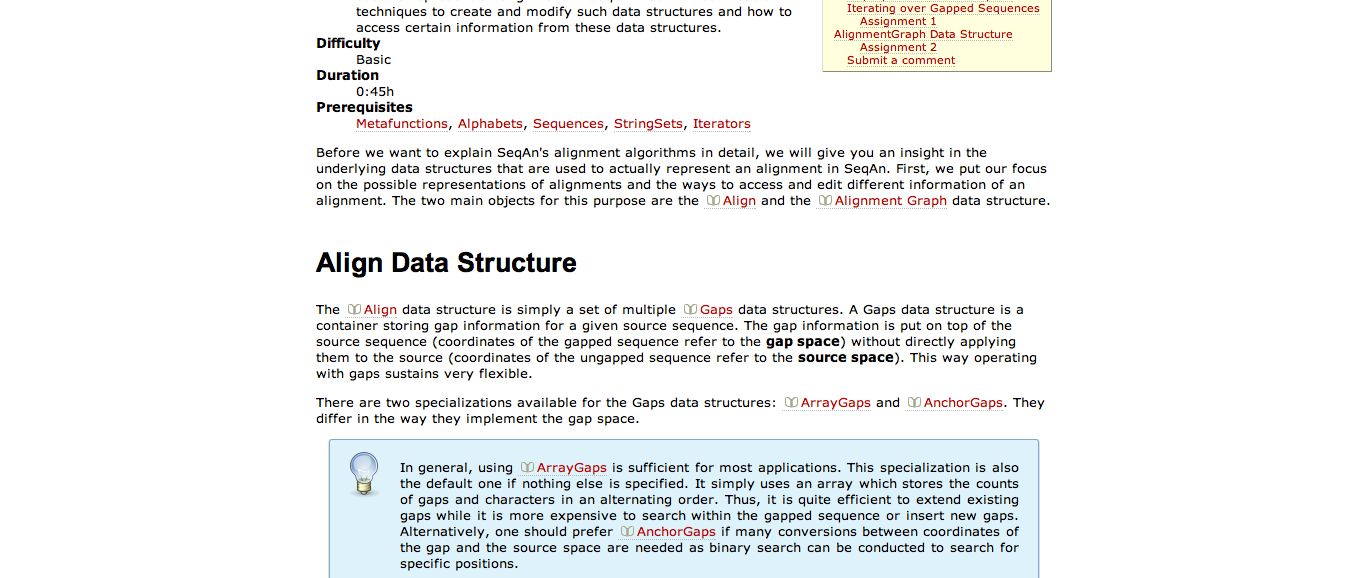 techniques to create and modify such data structures and how to
access certain information from these data structures.
Iterating over Gapped Sequences
Assignment 1
AlignmentGraph Data Structure
Assignment 2
Submit a comment
Difficulty
Basic
Duration
0:45h
Prerequisites
Metafunctions, Alphabets, Sequences, StringSets, Iterators
Before we want to explain SeqAn's alignment algorithms in detail, we will give you an insight in the
underlying data structures that are used to actually represent an alignment in SeqAn. First, we put our focus
on the possible representations of alignments and the ways to access and edit different information of an
alignment. The two main objects for this purpose are the Align and the Alignment Graph data structure.
Align Data Structure
The Align data structure is simply a set of multiple Gaps data structures. A Gaps data structure is a
container storing gap information for a given source sequence. The gap information is put on top of the
source sequence (coordinates of the gapped sequence refer to the gap space) without directly applying
them to the source (coordinates of the ungapped sequence refer to the source space). This way operating
with gaps sustains very flexible.
There are two specializations available for the Gaps data structures: ArrayGaps and AnchorGaps. They
differ in the way they implement the gap space.
In general, using ArrayGaps is sufficient for most applications. This specialization is also
the default one if nothing else is specified. It simply uses an array which stores the counts
of gaps and characters in an alternating order. Thus, it is quite efficient to extend existing
gaps while it is more expensive to search within the gapped sequence or insert new gaps.
Alternatively, one should prefer AnchorGaps if many conversions between coordinates of
the gap and the source space are needed as binary search can be conducted to search for
specific positions.